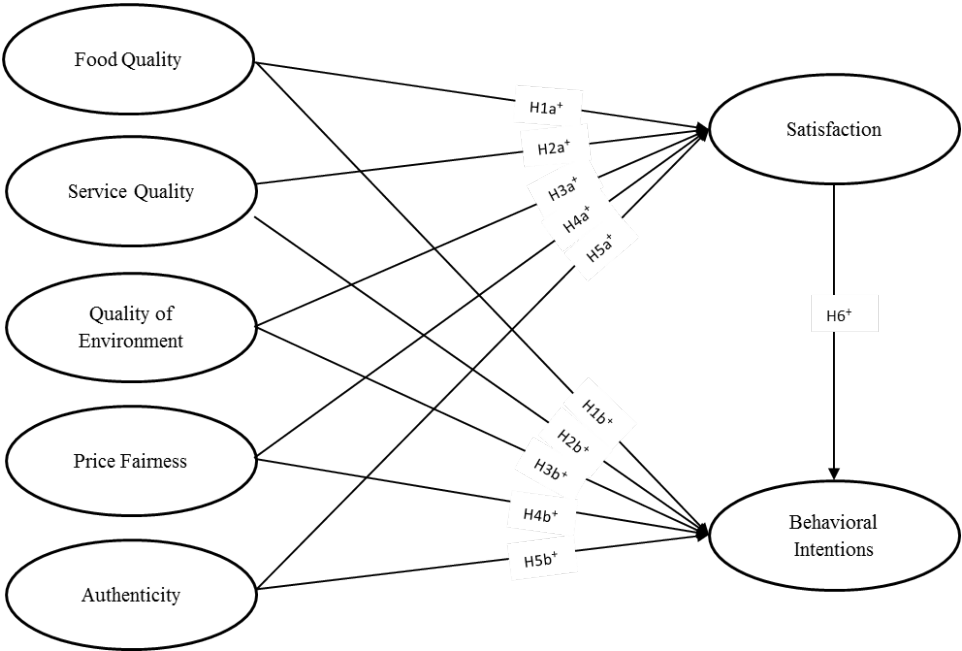 Food Quality
Service Quality
Quality of
Environment
Price Fairness
Authenticity
H1a⁺
H2a⁺
H3a⁺
H4a⁺
H5a⁺
H1b⁺
H2b⁺
H3b⁺
H4b⁺
H5b⁺
Satisfaction
H6⁺
Behavioral
Intentions